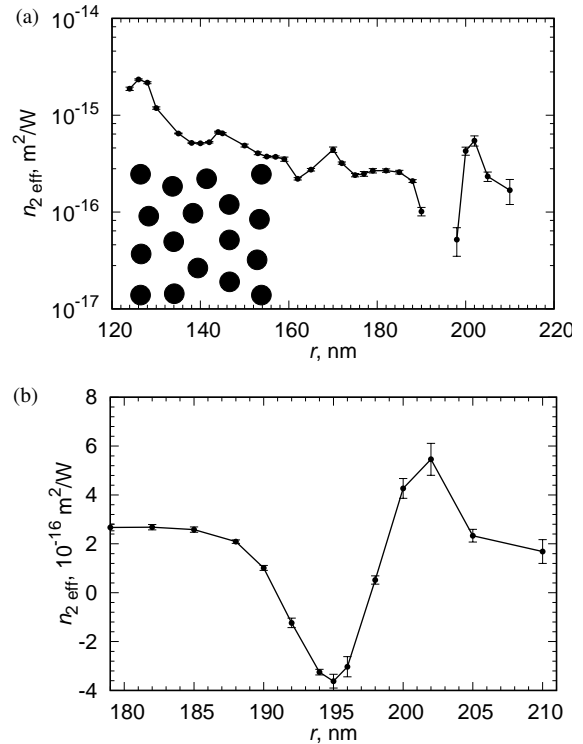 (a)
10⁻¹⁴
10⁻¹⁵
10⁻¹⁶
10⁻¹⁷
n₂ eff, m²/W
120 140 160 180 200 220
r, nm
(b)
8
6
4
2
0
-2
-4
n₂ eff, 10⁻¹⁶ m²/W
180 185 190 195 200 205 210
r, nm